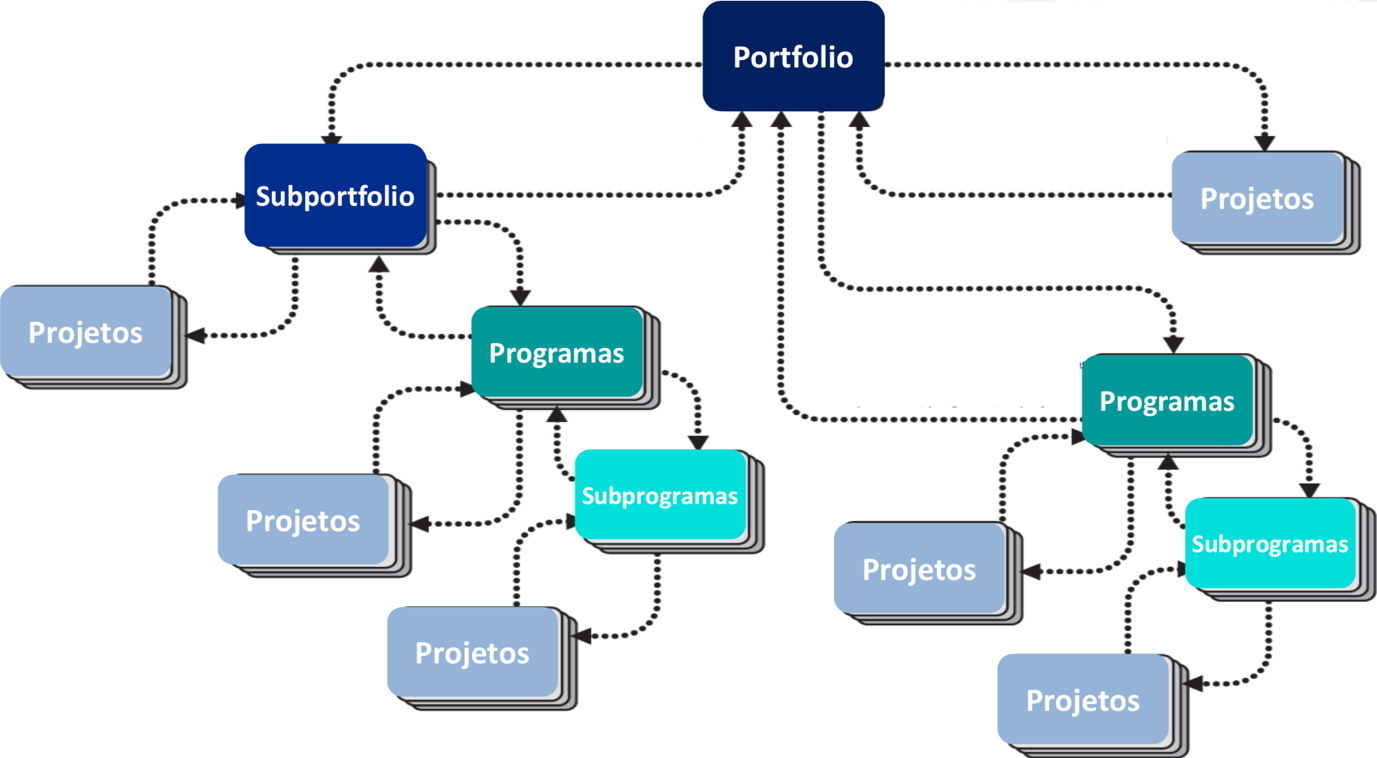 Portfolio
Subportfolio
Projetos
Projetos
Programas
Programas
Projetos
Subprogramas
Projetos
Subprogramas
Projetos
Projetos